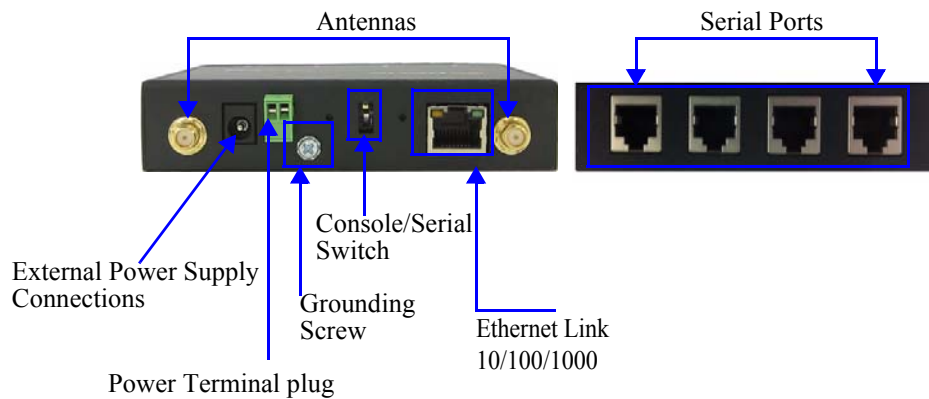 Antennas
Serial Ports
Console/Serial
Switch
External Power Supply
Connections
Grounding
Screw
Ethernet Link
10/100/1000
Power Terminal plug